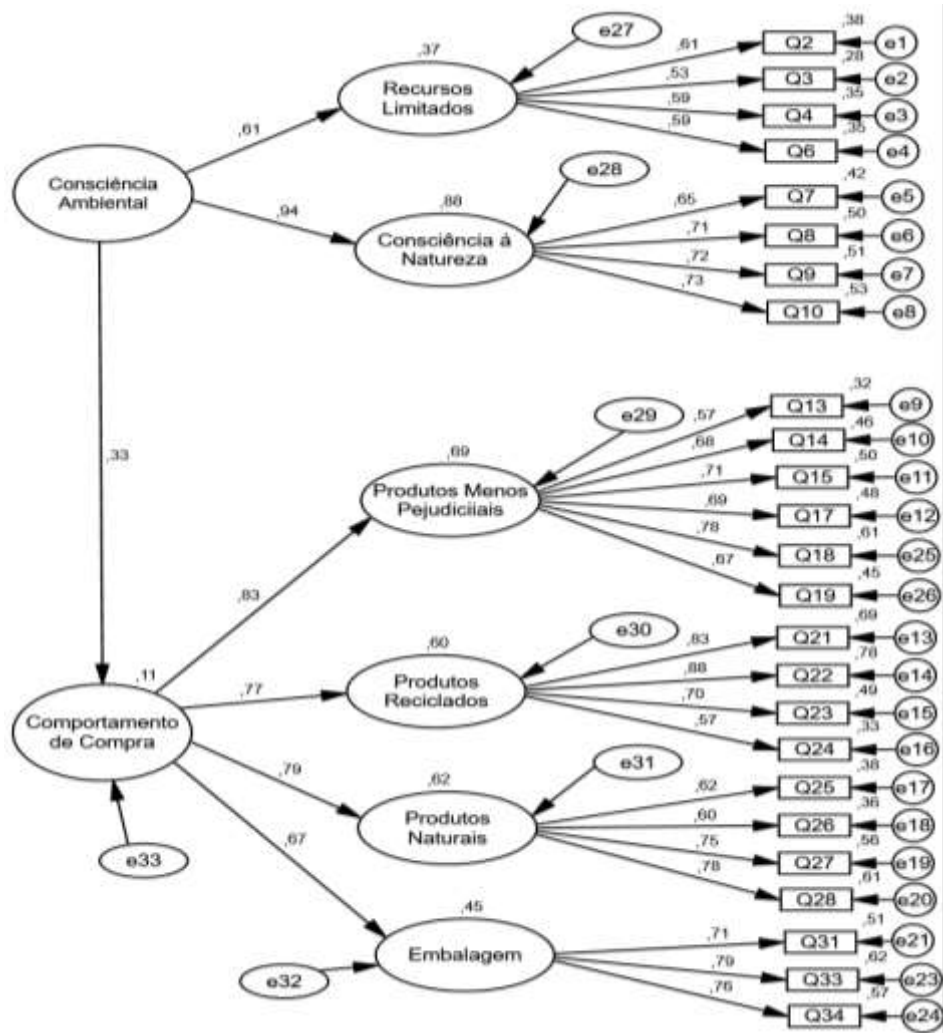 ,38
e27
,37
,61
Q2
e1
,28
Recursos
Limitados
,53
Q3
e2
,35
,59
Q4
e3
,59
,35
Q6
e4
,61
Consciência
Ambiental
e28
,42
,94
,88
,65
Q7
e5
,50
Consciência á
Natureza
,71
Q8
e6
,51
,72
Q9
e7
,73
,53
Q10
e8
,33
,32
e29
,57
Q13
e9
,46
,69
,68
Q14
e10
,50
Produtos Menos
Pejudiciiais
,71
Q15
e11
,48
,69
Q17
e12
,61
,78
Q18
e25
,45
,67
Q19
e26
,83
,69
e30
,60
,83
Q21
e13
,78
,88
Q22
e14
,49
,11
,77
Produtos
Reciclados
,70
Q23
e15
,33
,57
Q24
e16
,38
Comportamento
de Compra
,79
e31
,62
,62
Q25
e17
,36
Produtos
Naturais
,60
Q26
e18
,56
,75
Q27
e19
,61
,78
Q28
e20
,67
e33
,45
,51
,71
Q31
e21
,62
Embalagem
,79
Q33
e23
,57
e32
,76
Q34
e24